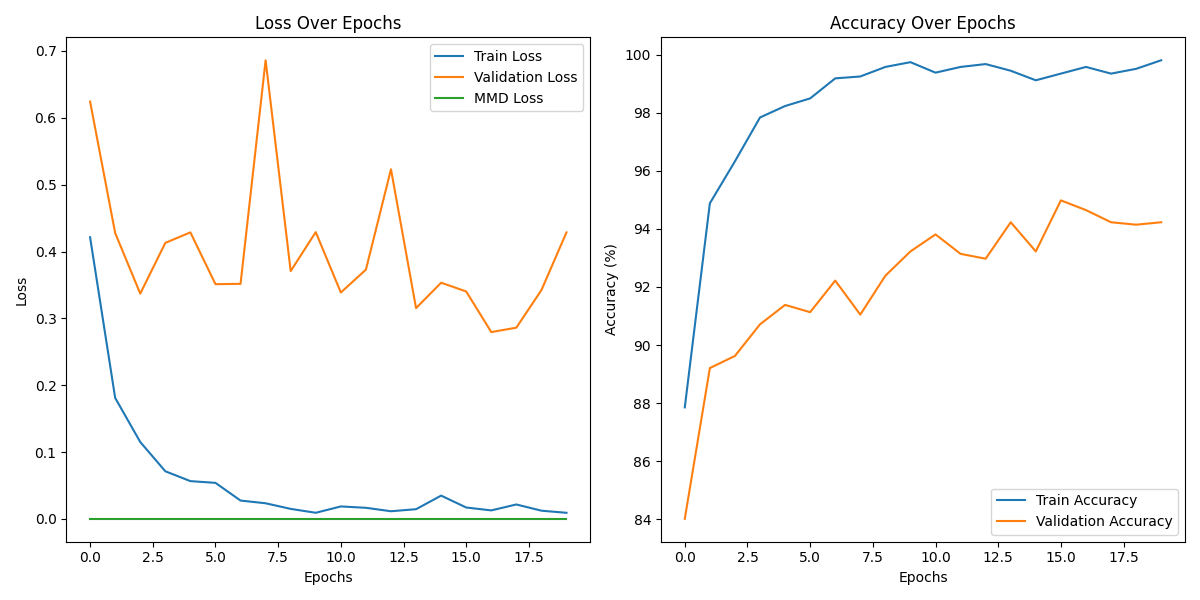 Loss Over Epochs
0.7
0.6
0.5
0.4
0.3
0.2
0.1
0.0
Loss
Train Loss
Validation Loss
MMD Loss
0.0 2.5 5.0 7.5 10.0 12.5 15.0 17.5
Epochs
Accuracy Over Epochs
100
98
96
94
92
90
88
86
84
Accuracy (%)
Train Accuracy
Validation Accuracy
0.0 2.5 5.0 7.5 10.0 12.5 15.0 17.5
Epochs